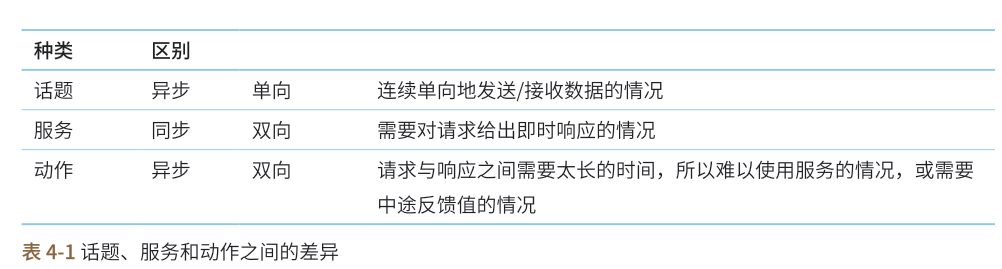 种类 区别
话题 异步 单向 连续单向地发送/接收数据的情况
服务 同步 双向 需要对请求给出即时响应的情况
动作 异步 双向 请求与响应之间需要太长的时间，所以难以使用服务的情况，或需要
中途反馈值的情况
表 4-1 话题、服务和动作之间的差异